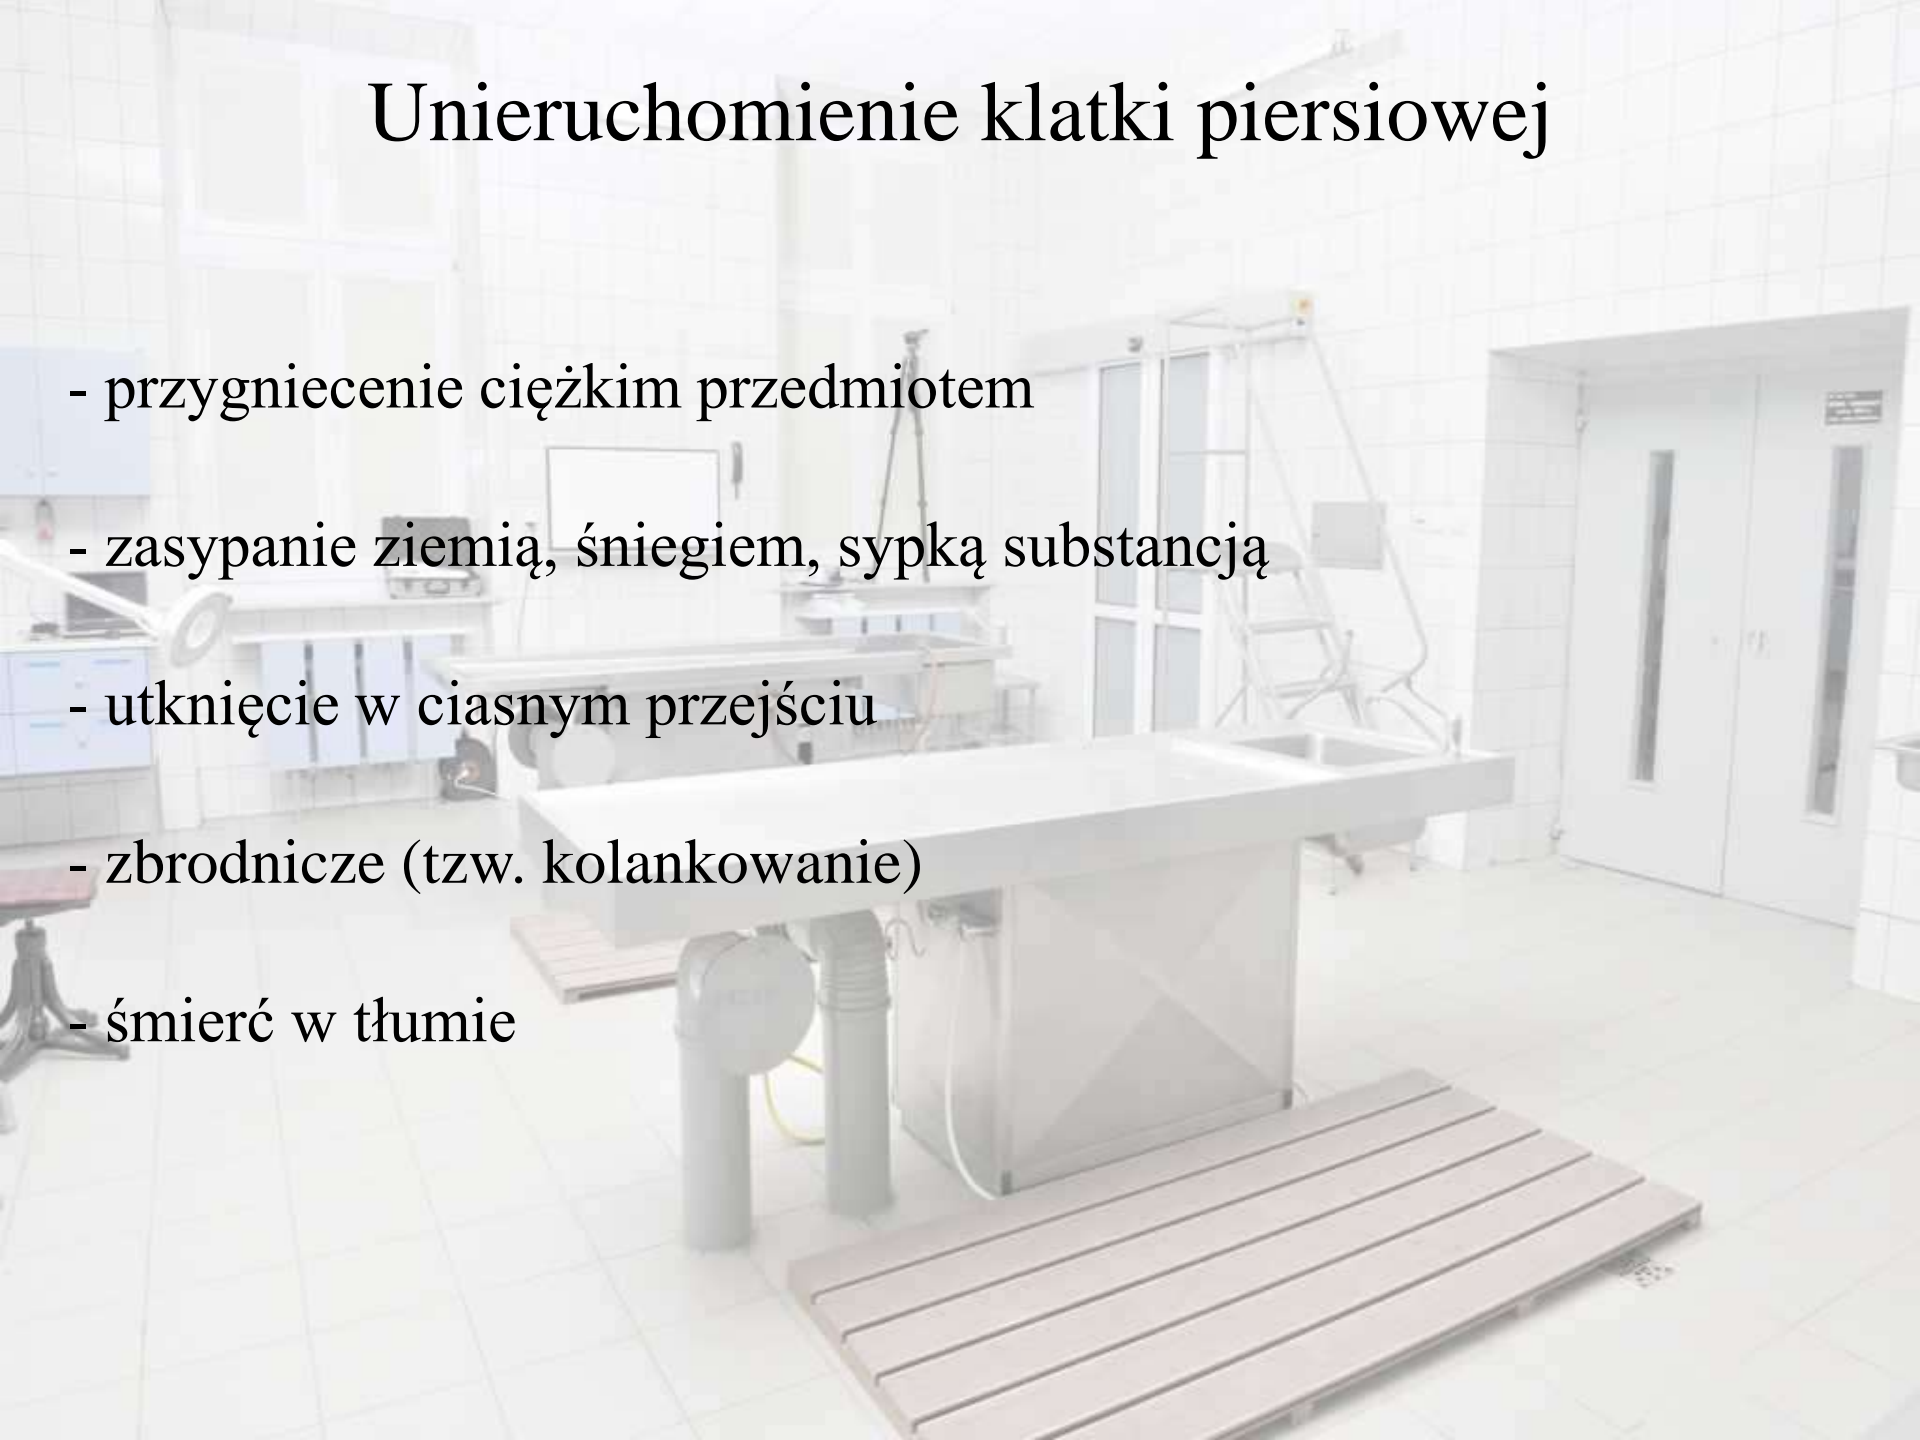 Unieruchomienie klatki piersiowej
- przygniecenie ciężkim przedmiotem
- zasypanie ziemią, śniegiem, sypką substancją
- utknięcie w ciasnym przejściu
- zbrodnicze (tzw. kolankowanie)
- śmierć w tłumie